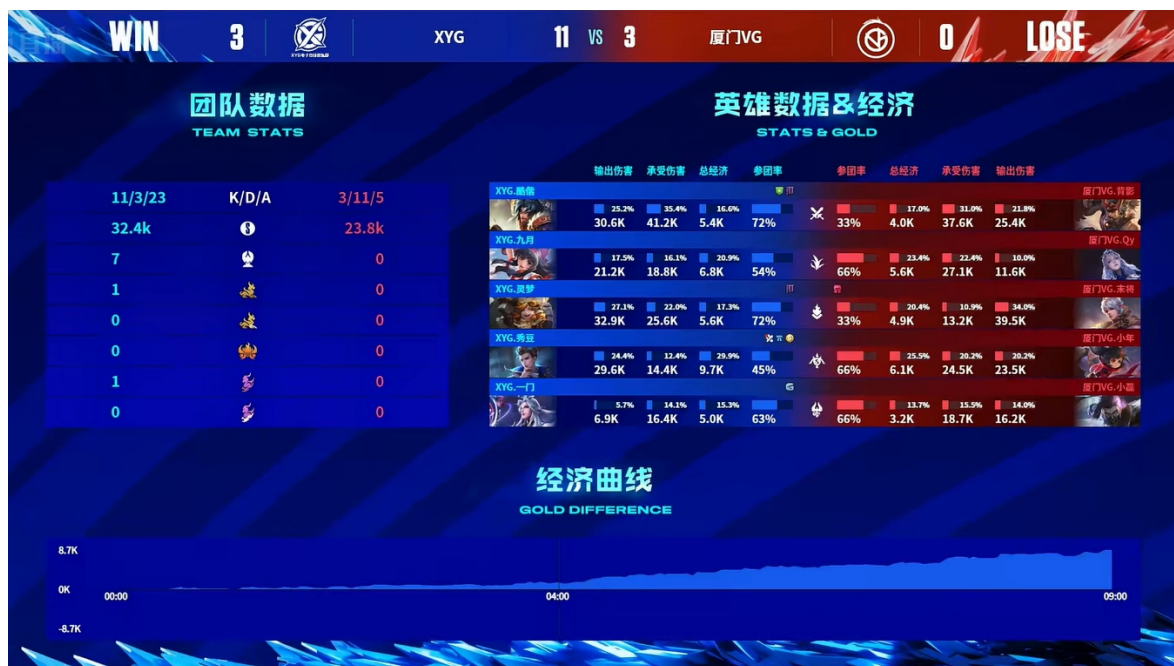 直播
WIN 3 XYG 11 VS 3 厦门VG 0 LOSE
团队数据
TEAM STATS
英雄数据&经济
STATS & GOLD
11/3/23 K/D/A 3/11/5
32.4k 23.8k
7 0
1 0
0 0
0 0
1 0
0 0
输出伤害 承受伤害 总经济 参团率 参团率 总经济 承受伤害 输出伤害
XYG.酷偕 厦门VG.背影
25.2% 35.4% 16.6% 17.0% 31.0% 21.8%
30.6K 41.2K 5.4K 72% 33% 4.0K 37.6K 25.4K
XYG.九月 厦门VG.Qy
17.5% 16.1% 20.9% 23.4% 22.4% 10.0%
21.2K 18.8K 6.8K 54% 66% 5.6K 27.1K 11.6K
XYG.灵梦 厦门VG.末将
27.1% 22.0% 17.3% 20.4% 10.9% 34.0%
32.9K 25.6K 5.6K 72% 33% 4.9K 13.2K 39.5K
XYG.秀豆 厦门VG.小年
24.4% 12.4% 29.9% 25.5% 20.2% 20.2%
29.6K 14.4K 9.7K 45% 66% 6.1K 24.5K 23.5K
XYG.一门 厦门VG.小磊
5.7% 14.1% 15.3% 13.7% 15.5% 14.0%
6.9K 16.4K 5.0K 63% 66% 3.2K 18.7K 16.2K
经济曲线
GOLD DIFFERENCE
8.7K
0K
00:00 04:00 09:00
-8.7K